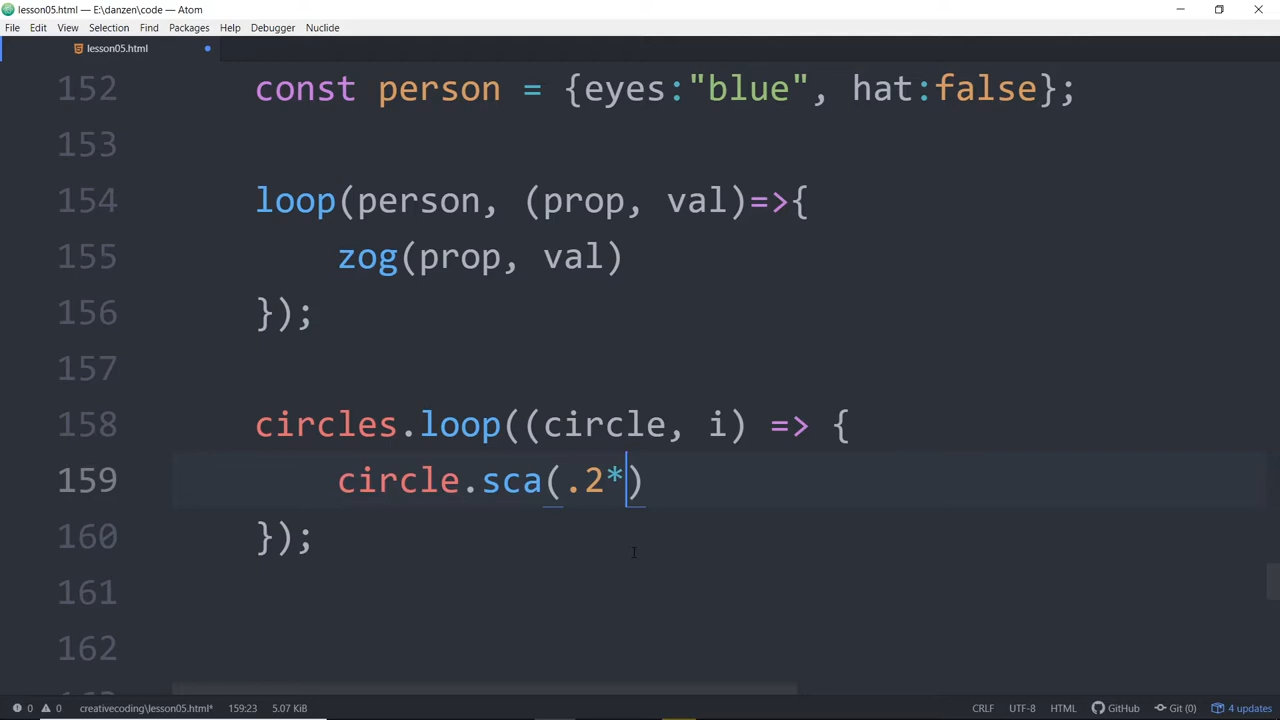 lesson05.html — E:\danzen\code — Atom
File Edit View Selection Find Packages Help Debugger Nuclide
lesson05.html
152 const person = {eyes:"blue", hat:false};
153
154 loop(person, (prop, val)=>{
155 zog(prop, val)
156 });
157
158 circles.loop((circle, i) => {
159 circle.sca(.2*)
160 });
161
162
0 0 creativecoding\lesson05.html* 159:23 5.07 KiB CRLF UTF-8 HTML GitHub Git (0) 4 updates